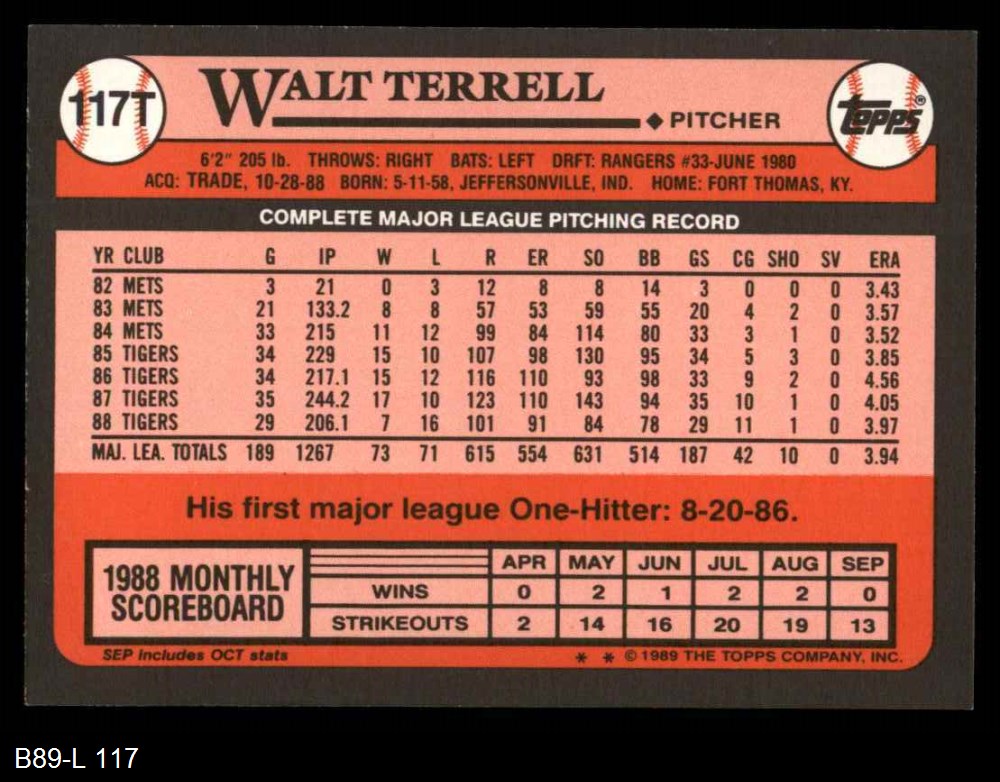 117T WALT TERRELL Topps®
◆ PITCHER
6'2" 205 lb. THROWS: RIGHT BATS: LEFT DRFT: RANGERS #33-JUNE 1980
ACQ: TRADE, 10-28-88 BORN: 5-11-58, JEFFERSONVILLE, IND. HOME: FORT THOMAS, KY.
COMPLETE MAJOR LEAGUE PITCHING RECORD
YR CLUB G IP W L R ER SO BB GS CG SHO SV ERA
82 METS 3 21 0 3 12 8 8 14 3 0 0 0 3.43
83 METS 21 133.2 8 8 57 53 59 55 20 4 2 0 3.57
84 METS 33 215 11 12 99 84 114 80 33 3 1 0 3.52
85 TIGERS 34 229 15 10 107 98 130 95 34 5 3 0 3.85
86 TIGERS 34 217.1 15 12 116 110 93 98 33 9 2 0 4.56
87 TIGERS 35 244.2 17 10 123 110 143 94 35 10 1 0 4.05
88 TIGERS 29 206.1 7 16 101 91 84 78 29 11 1 0 3.97
MAJ. LEA. TOTALS 189 1267 73 71 615 554 631 514 187 42 10 0 3.94
His first major league One-Hitter: 8-20-86.
1988 MONTHLY
SCOREBOARD
APR MAY JUN JUL AUG SEP
WINS 0 2 1 2 2 0
STRIKEOUTS 2 14 16 20 19 13
SEP includes OCT stats * * © 1989 THE TOPPS COMPANY, INC.
B89-L 117